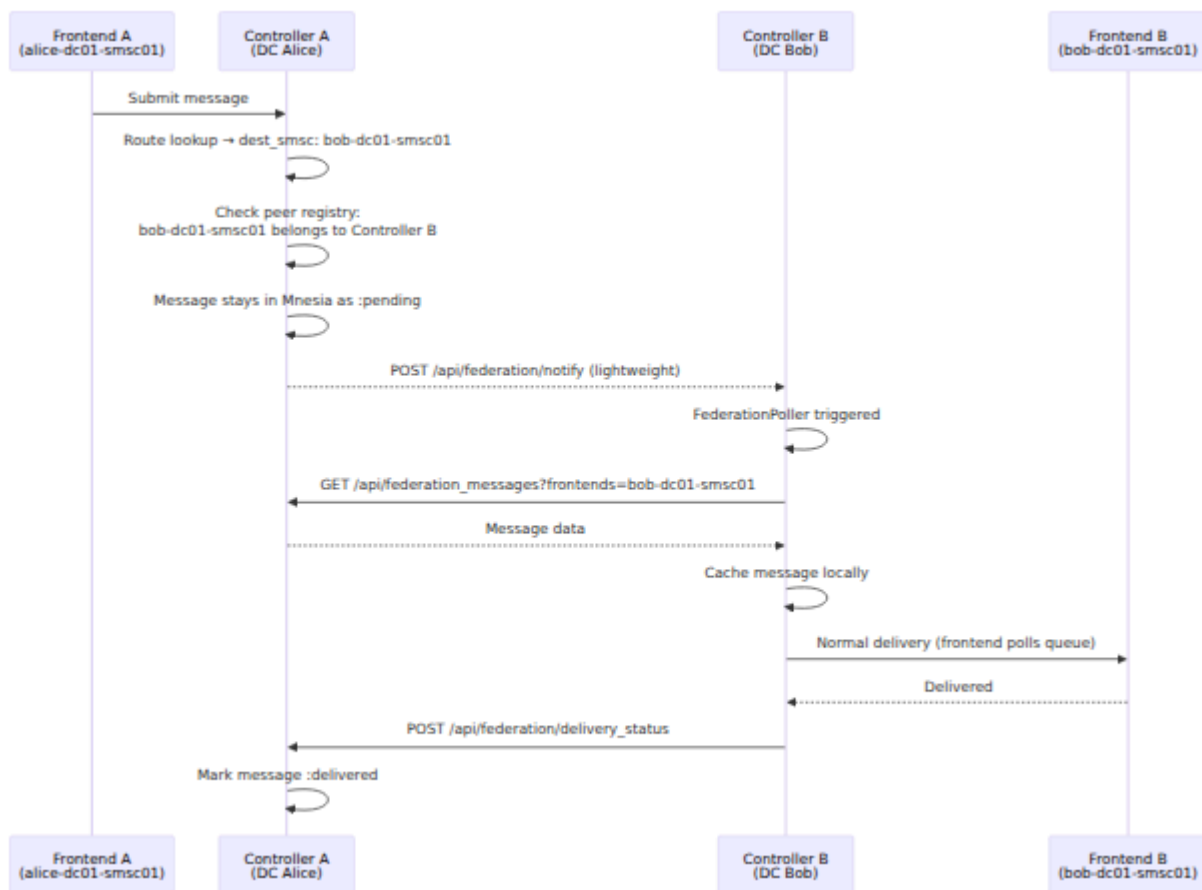 Frontend A
(alice-dc01-smsc01)
Controller A
(DC Alice)
Controller B
(DC Bob)
Frontend B
(bob-dc01-smsc01)
Submit message
Route lookup → dest_smsc: bob-dc01-smsc01
Check peer registry:
bob-dc01-smsc01 belongs to Controller B
Message stays in Mnesia as :pending
POST /api/federation/notify (lightweight)
FederationPoller triggered
GET /api/federation_messages?frontends=bob-dc01-smsc01
Message data
Cache message locally
Normal delivery (frontend polls queue)
Delivered
POST /api/federation/delivery_status
Mark message :delivered
Frontend A
(alice-dc01-smsc01)
Controller A
(DC Alice)
Controller B
(DC Bob)
Frontend B
(bob-dc01-smsc01)